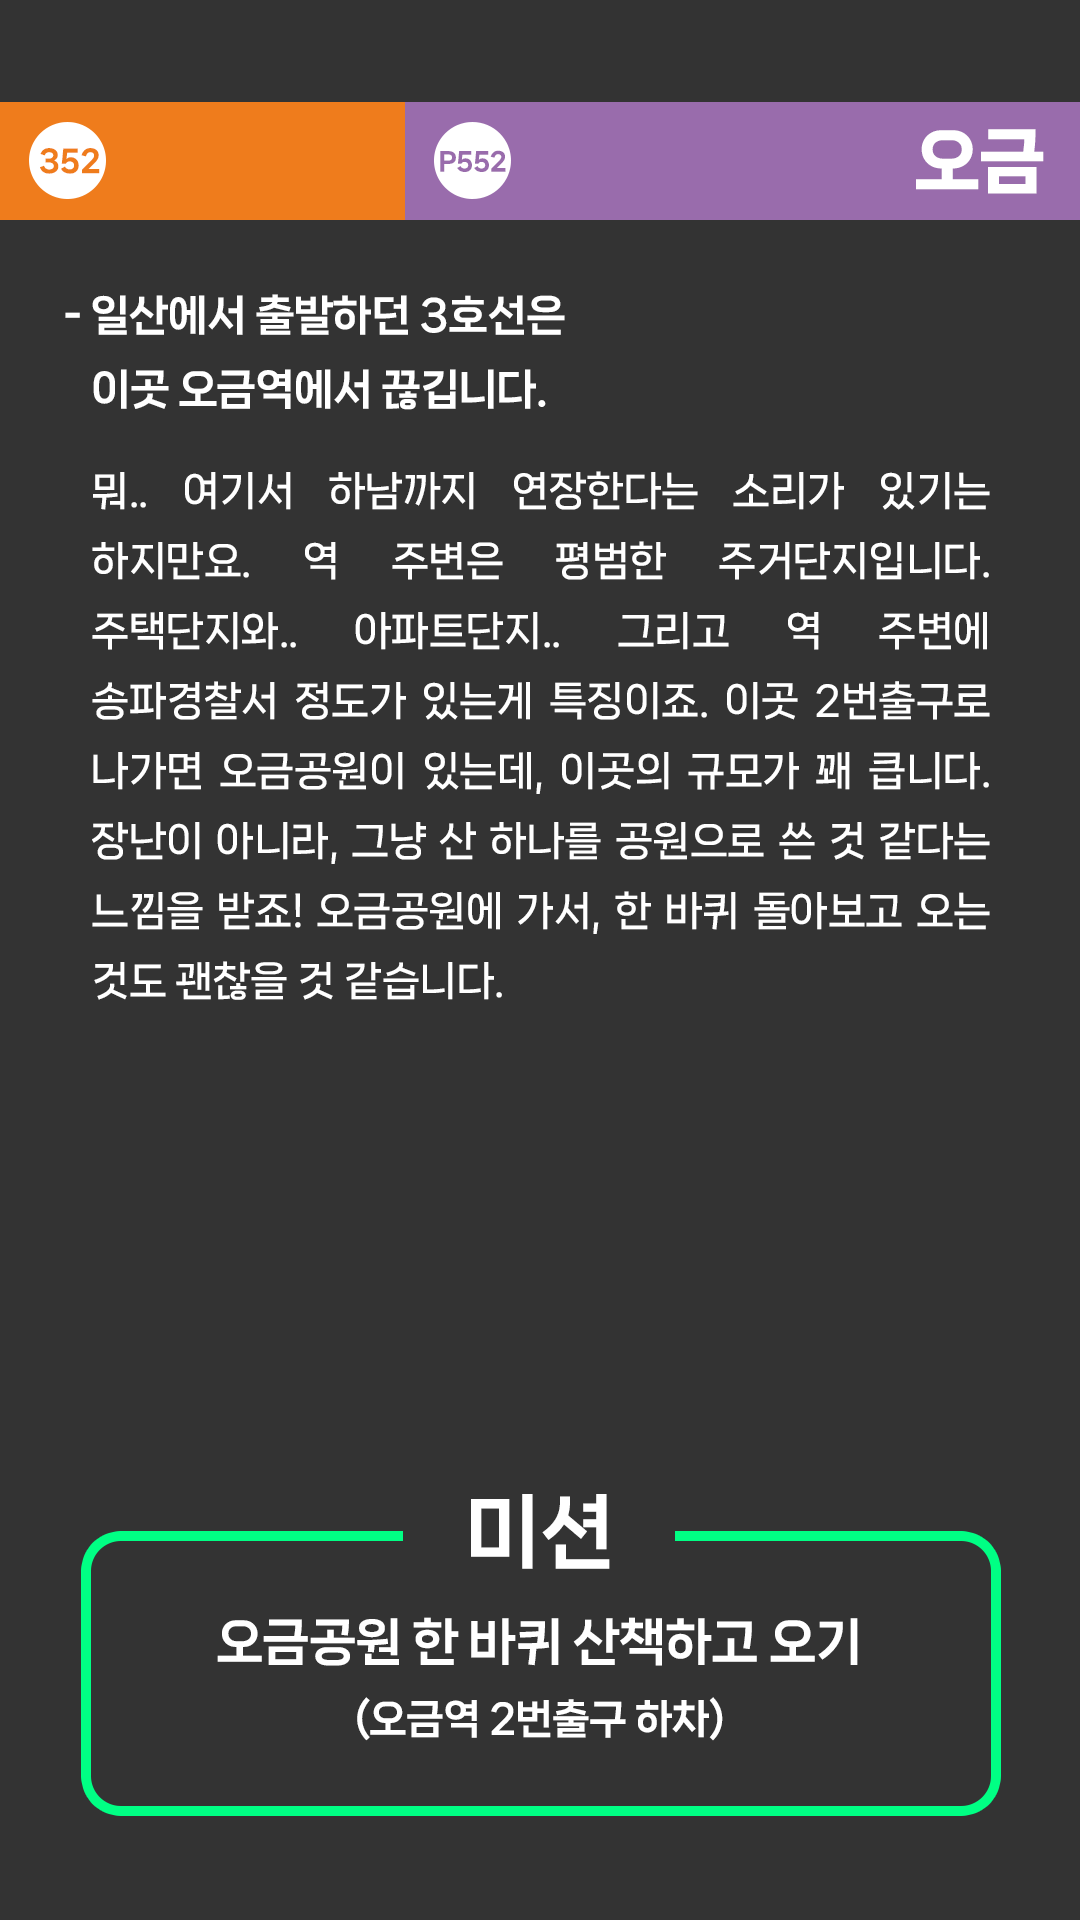 352
P552
오금
- 일산에서 출발하던 3호선은
이곳 오금역에서 끊깁니다.
뭐.. 여기서 하남까지 연장한다는 소리가 있기는
하지만요. 역 주변은 평범한 주거단지입니다.
주택단지와.. 아파트단지.. 그리고 역 주변에
송파경찰서 정도가 있는게 특징이죠. 이곳 2번출구로
나가면 오금공원이 있는데, 이곳의 규모가 꽤 큽니다.
장난이 아니라, 그냥 산 하나를 공원으로 쓴 것 같다는
느낌을 받죠! 오금공원에 가서, 한 바퀴 돌아보고 오는
것도 괜찮을 것 같습니다.
미션
오금공원 한 바퀴 산책하고 오기
(오금역 2번출구 하차)